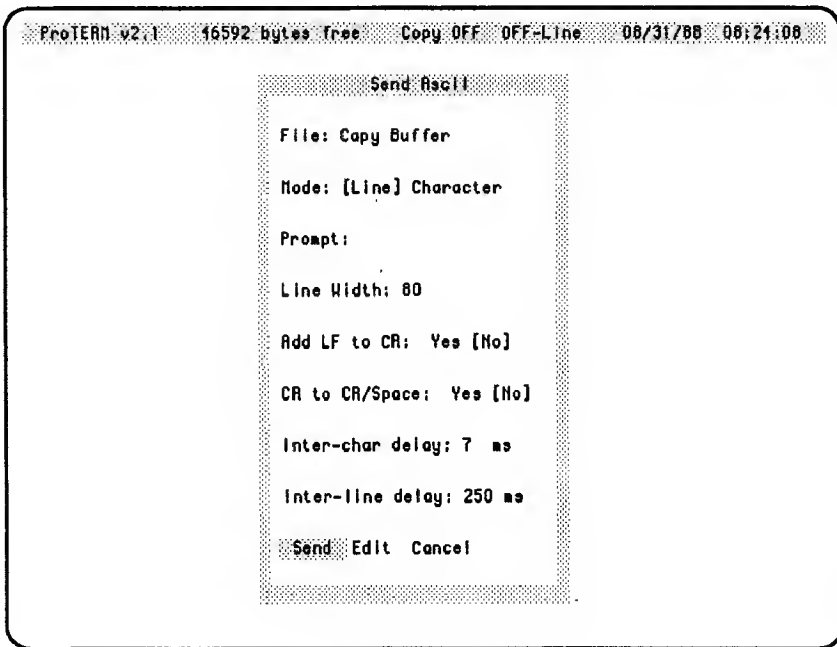 ProTERM v2.1 46592 bytes free Copy OFF OFF-Line 08/31/88 08:24:08
Send Ascii
File: Copy Buffer
Mode: [Line] Character
Prompt:
Line Width: 80
Add LF to CR: Yes [No]
CR to CR/Space: Yes [No]
Inter-char delay: 7 ms
Inter-line delay: 250 ms
Send Edit Cancel